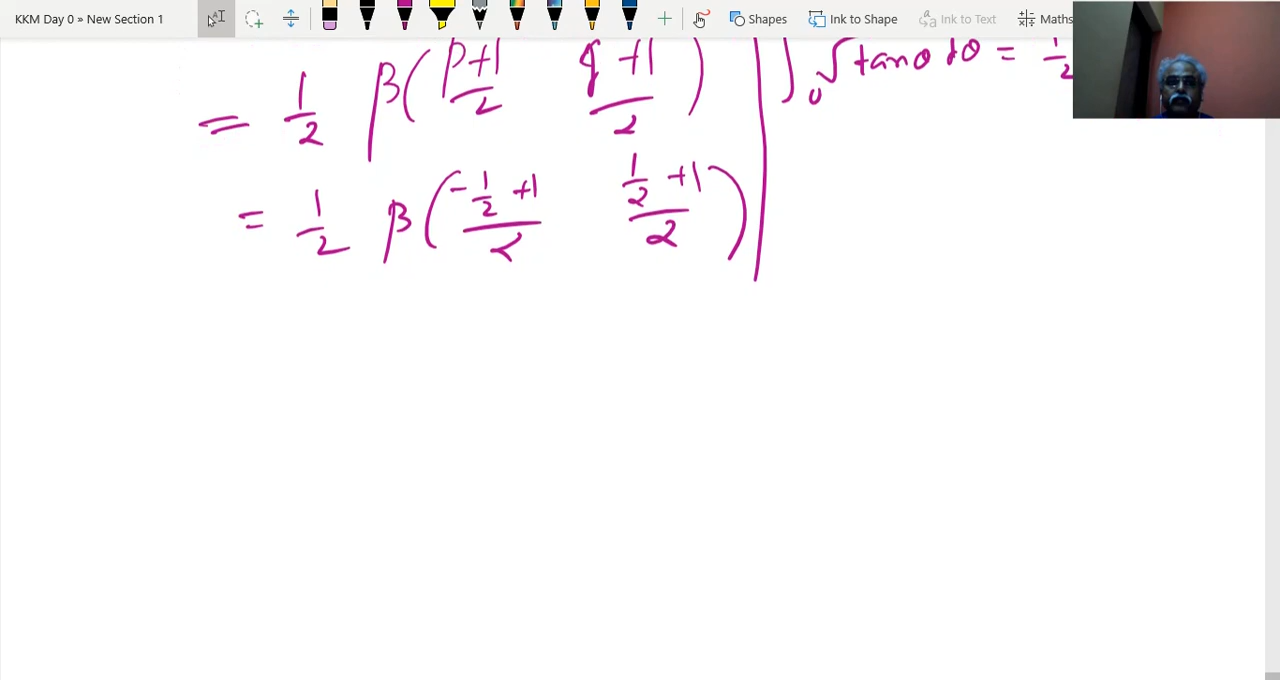 KKM Day 0 » New Section 1
Shapes
Ink to Shape
Ink to Text
Maths
= 1/2 β( p+1/2 q+1/2 )
∫0 √tanθ dθ = 1/2
= 1/2 β( -1/2 +1/2 1/2 +1/2 )